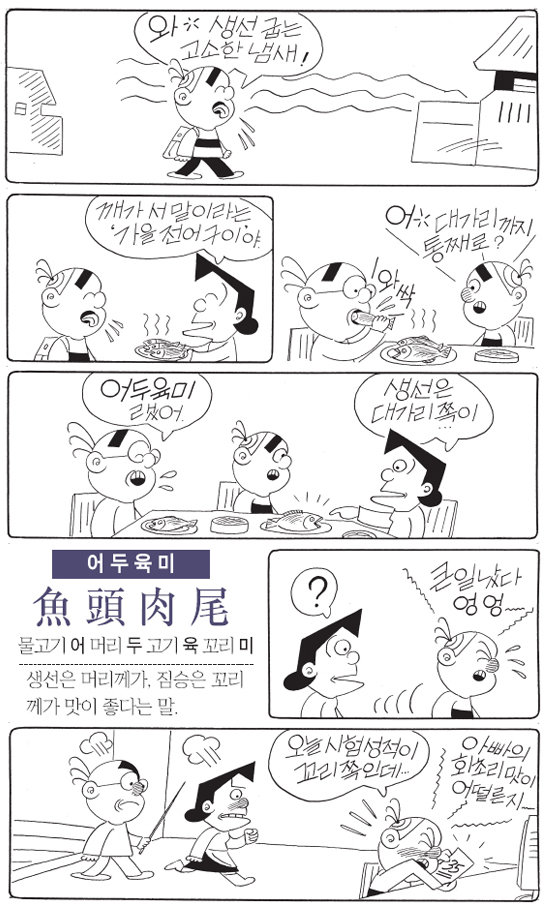 와 생선 굽는
고소한 냄새!
깨가 서 말이라는
'가을 전어구이'야.
어 대가리까지
통째로?
와싹
어두육미
랬어.
생선은
대가리 쪽이
...
어두육미
魚頭肉尾
물고기 어 머리 두 고기 육 꼬리 미
생선은 머리께가, 짐승은 꼬리
께가 맛이 좋다는 말.
?
큰일났다
엉엉
오늘 시험성적이
꼬리 쪽인데…
아빠의
회초리 맛이
어떨른지